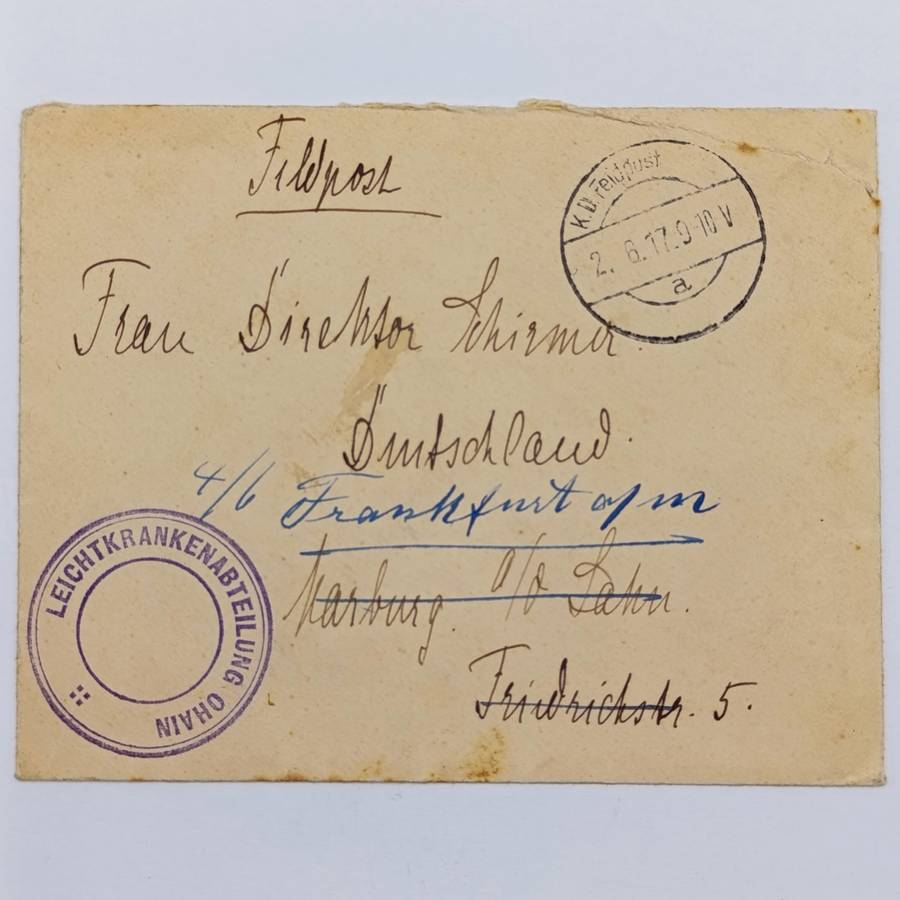 Feldpost
K.D.Feldpost
2. 6.17.9-10 V
a
Frau Direktor Schirmer.
Deutschland.
4/6 Frankfurt a/m
Marburg. a/d Lahn.
LEICHTKRANKENABTEILUNG OHAIN
Friedrichstr. 5.